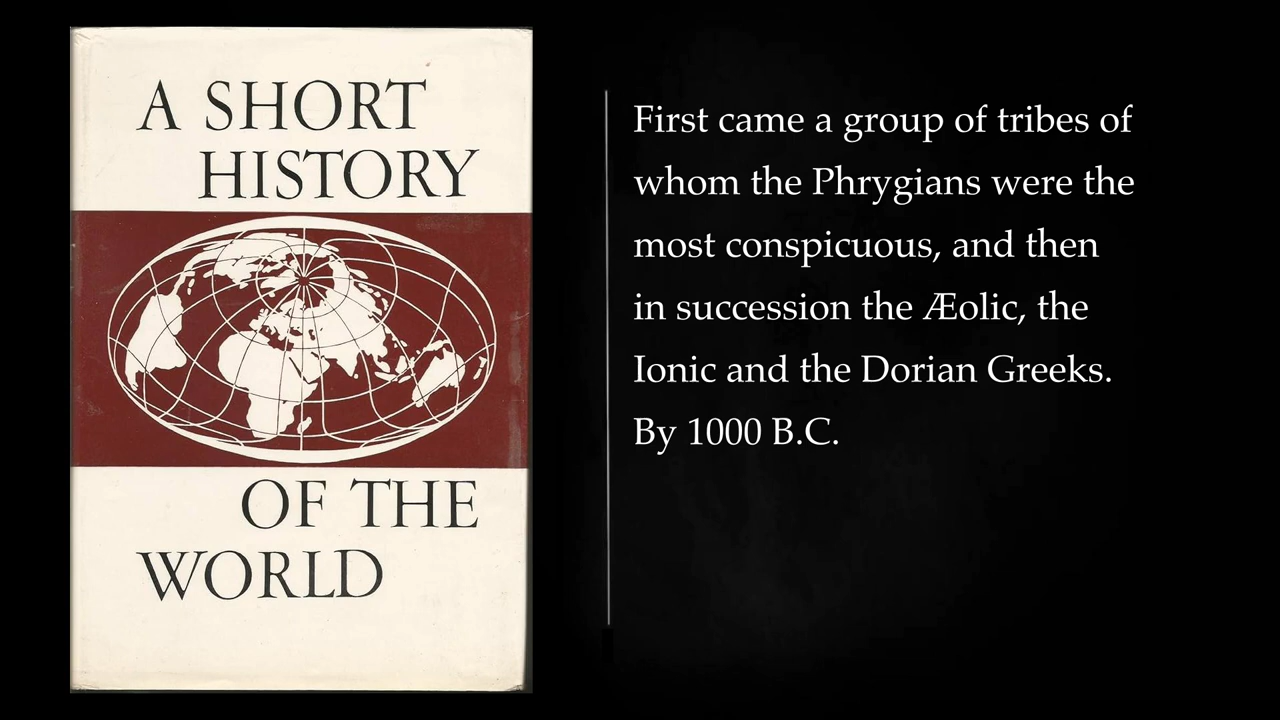 A SHORT
HISTORY
OF THE
WORLD
First came a group of tribes of
whom the Phrygians were the
most conspicuous, and then
in succession the Æolic, the
Ionic and the Dorian Greeks.
By 1000 B.C.